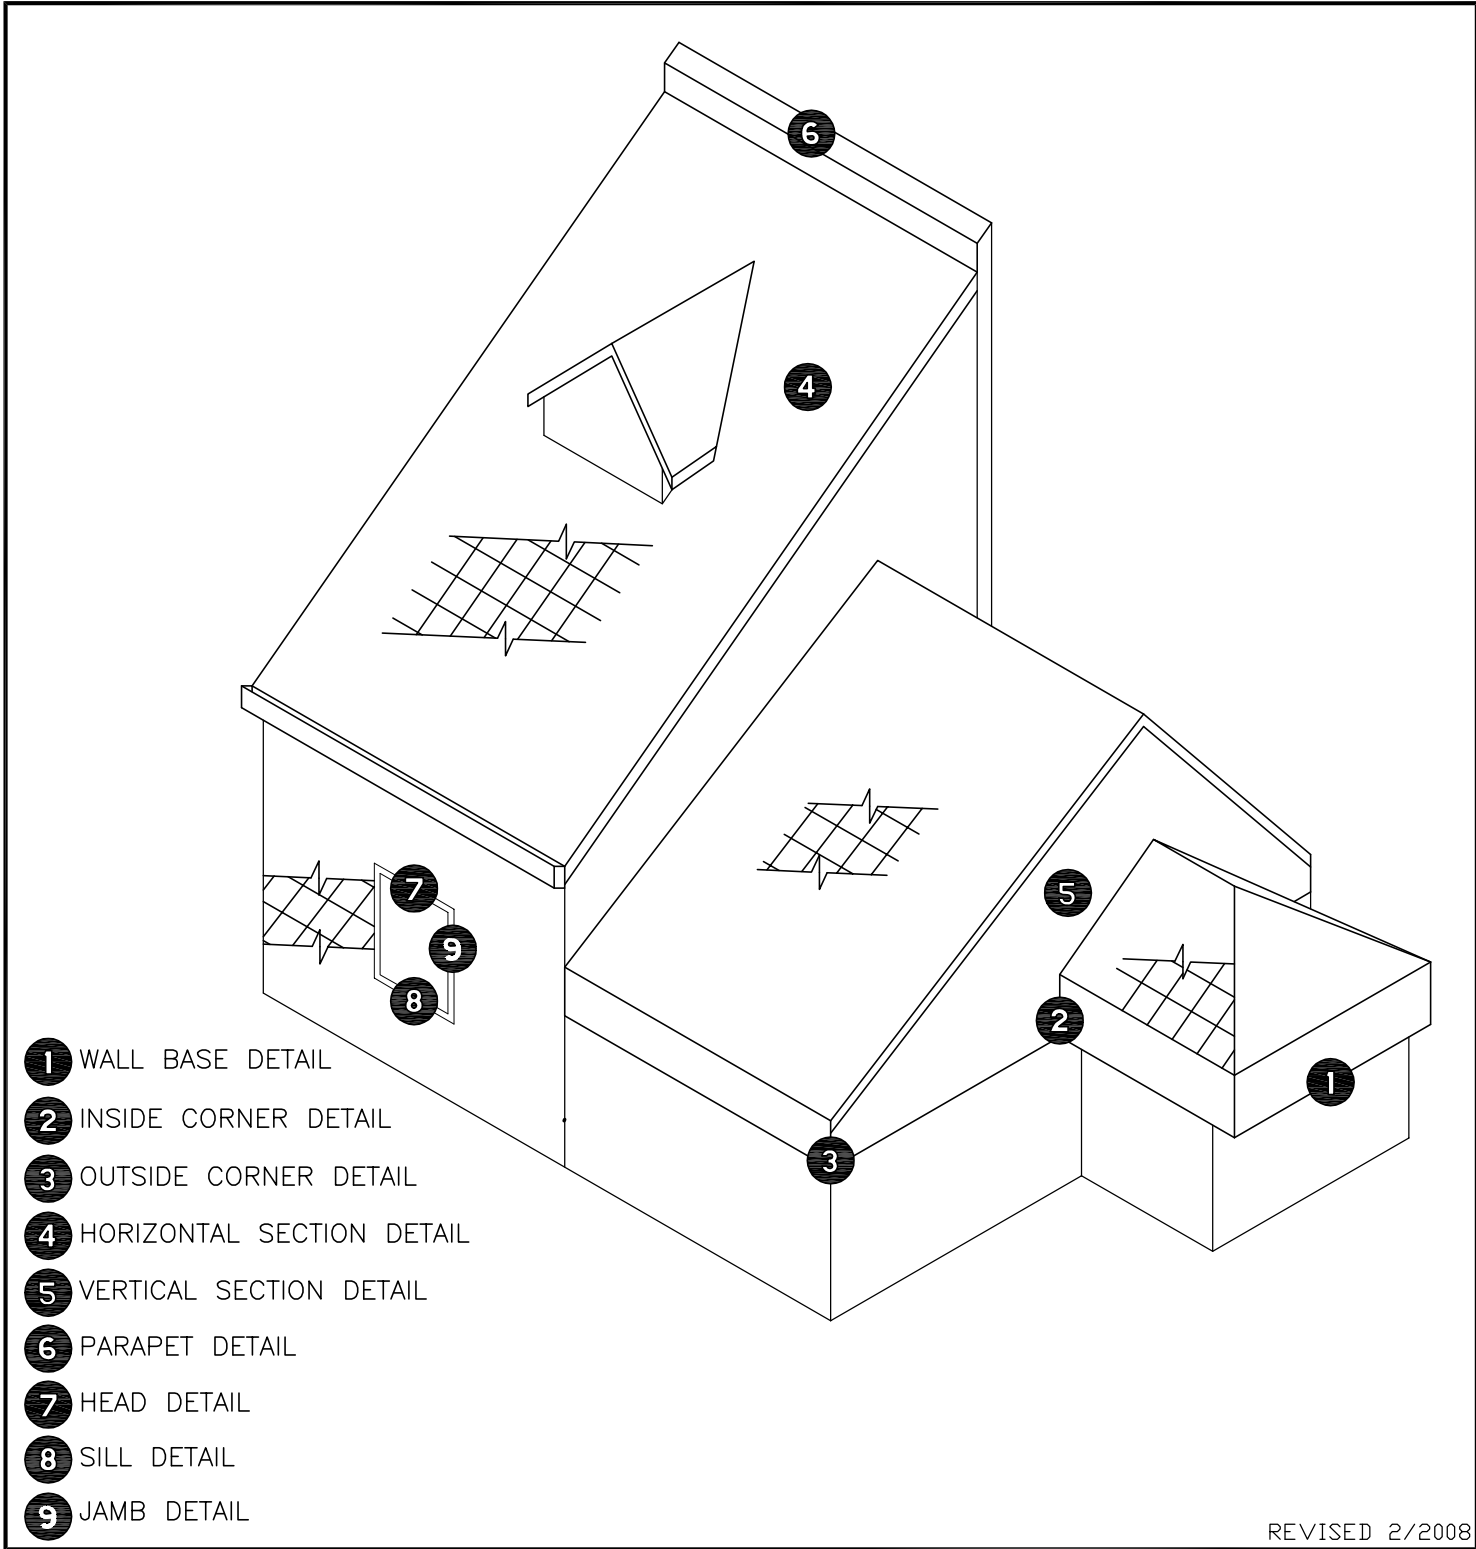 6
4
7
5
9
8
2
1
3
1 WALL BASE DETAIL
2 INSIDE CORNER DETAIL
3 OUTSIDE CORNER DETAIL
4 HORIZONTAL SECTION DETAIL
5 VERTICAL SECTION DETAIL
6 PARAPET DETAIL
7 HEAD DETAIL
8 SILL DETAIL
9 JAMB DETAIL
REVISED 2/2008